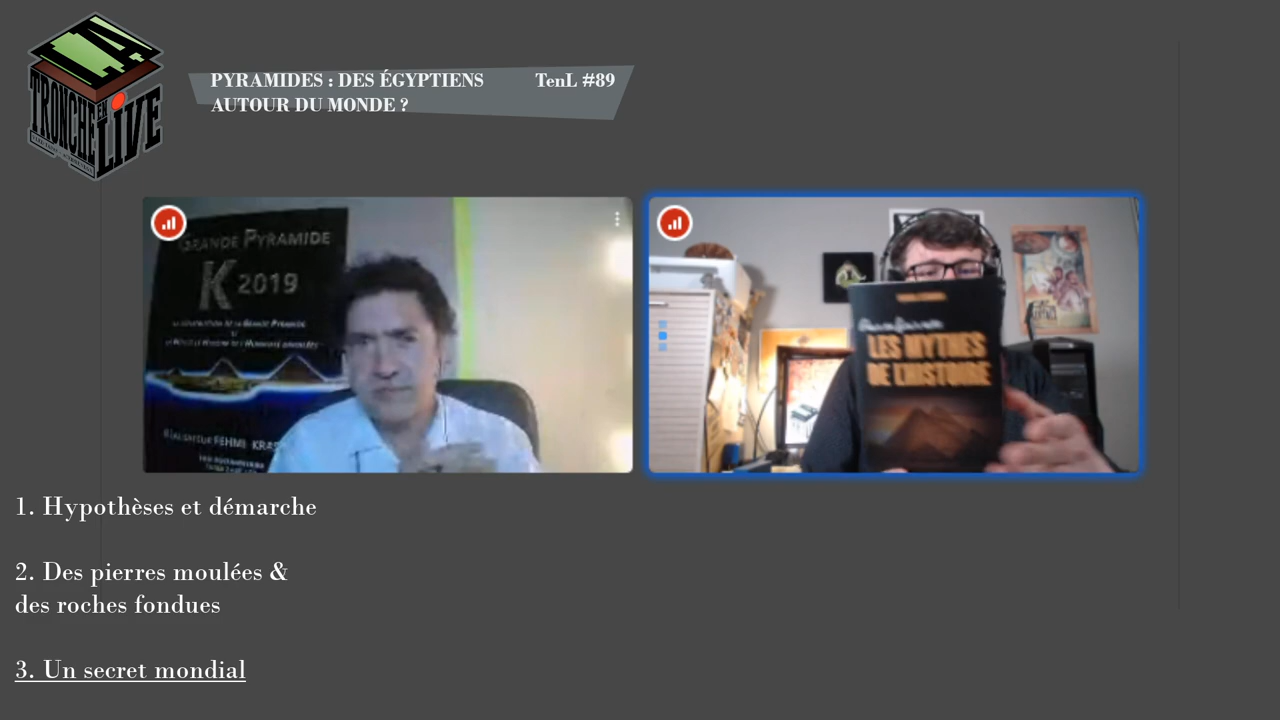 TRONCHE
EN
LIVE
PYRAMIDES : DES ÉGYPTIENS
AUTOUR DU MONDE ?
TenL #89
GRANDE PYRAMIDE
K 2019
LES MYTHES
DE L'HISTOIRE
1. Hypothèses et démarche
2. Des pierres moulées &
des roches fondues
3. Un secret mondial